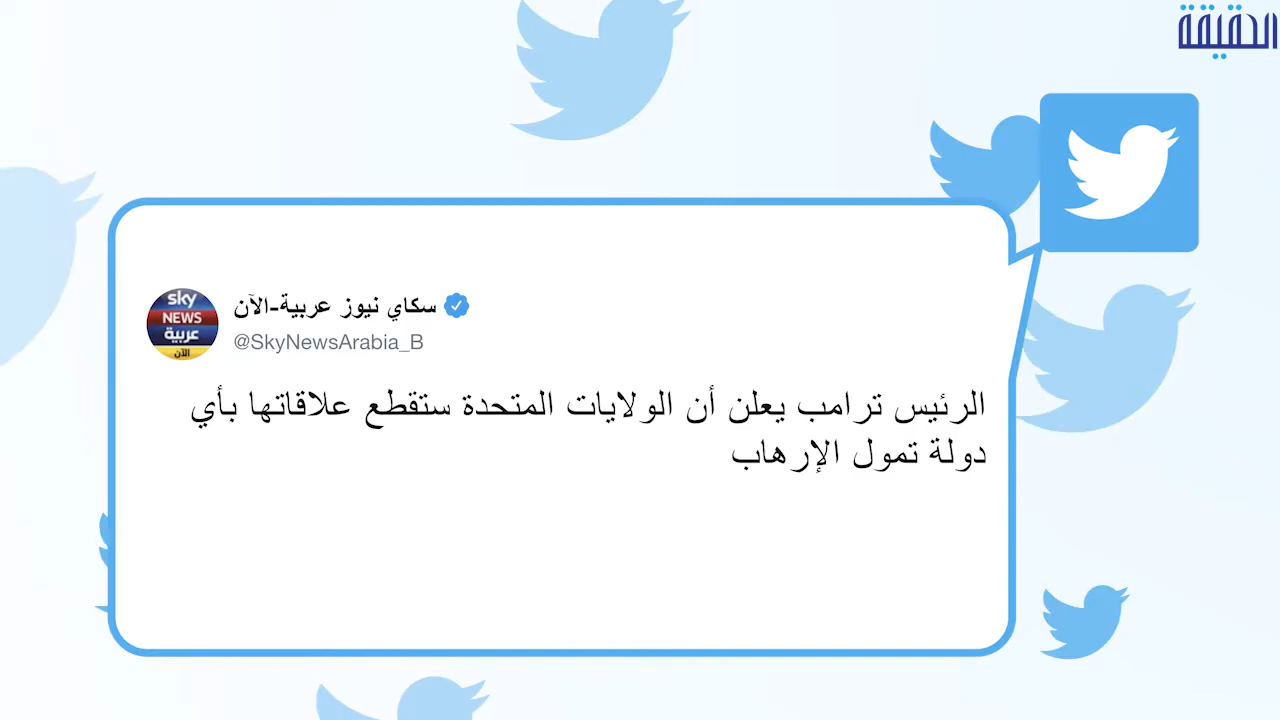 الحقيقة
سكاي نيوز عربية-الآن
@SkyNewsArabia_B
sky
NEWS
عربية
الآن
الرئيس ترامب يعلن أن الولايات المتحدة ستقطع علاقاتها بأي
دولة تمول الإرهاب